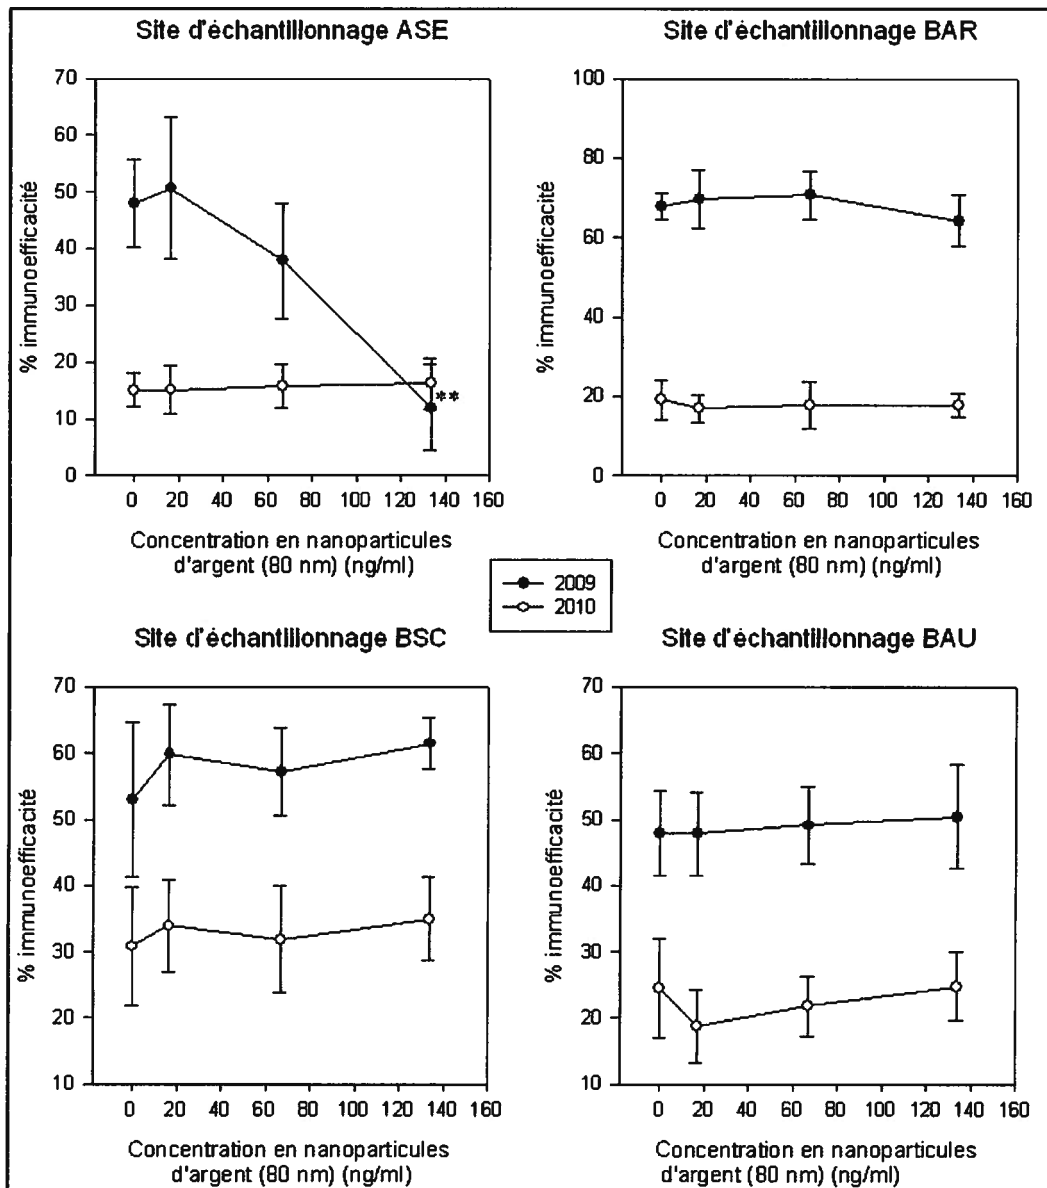 Site d'échantillonnage ASE
70
60
50
40
30
20
10
0
% immunoefficacité
**
0 20 40 60 80 100 120 140 160
Concentration en nanoparticules
d'argent (80 nm) (ng/ml)
Site d'échantillonnage BAR
100
80
60
40
20
0
% immunoefficacité
0 20 40 60 80 100 120 140 160
Concentration en nanoparticules
d'argent (80 nm) (ng/ml)
2009
2010
Site d'échantillonnage BSC
70
60
50
40
30
20
10
% immunoefficacité
0 20 40 60 80 100 120 140 160
Concentration en nanoparticules
d'argent (80 nm) (ng/ml)
Site d'échantillonnage BAU
70
60
50
40
30
20
10
% immunoefficacité
0 20 40 60 80 100 120 140 160
Concentration en nanoparticules
d'argent (80 nm) (ng/ml)